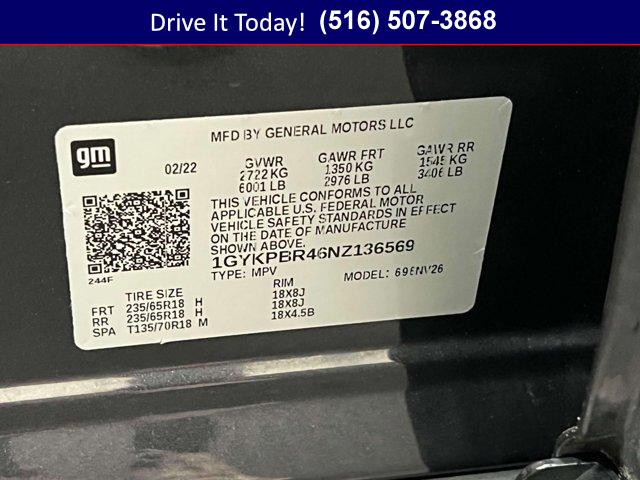 Drive It Today! (516) 507-3868
gm
MFD BY GENERAL MOTORS LLC
02/22 GVWR GAWR FRT GAWR RR
2722 KG 1350 KG 1545 KG
6001 LB 2976 LB 3406 LB
THIS VEHICLE CONFORMS TO ALL
APPLICABLE U.S. FEDERAL MOTOR
VEHICLE SAFETY STANDARDS IN EFFECT
ON THE DATE OF MANUFACTURE
SHOWN ABOVE.
1GYKPBR46NZ136569
244F
TYPE: MPV MODEL:
TIRE SIZE RIM
FRT 235/65R18 H 18X8J
RR 235/65R18 H 18X8J
SPA T135/70R18 M 18X4.5B